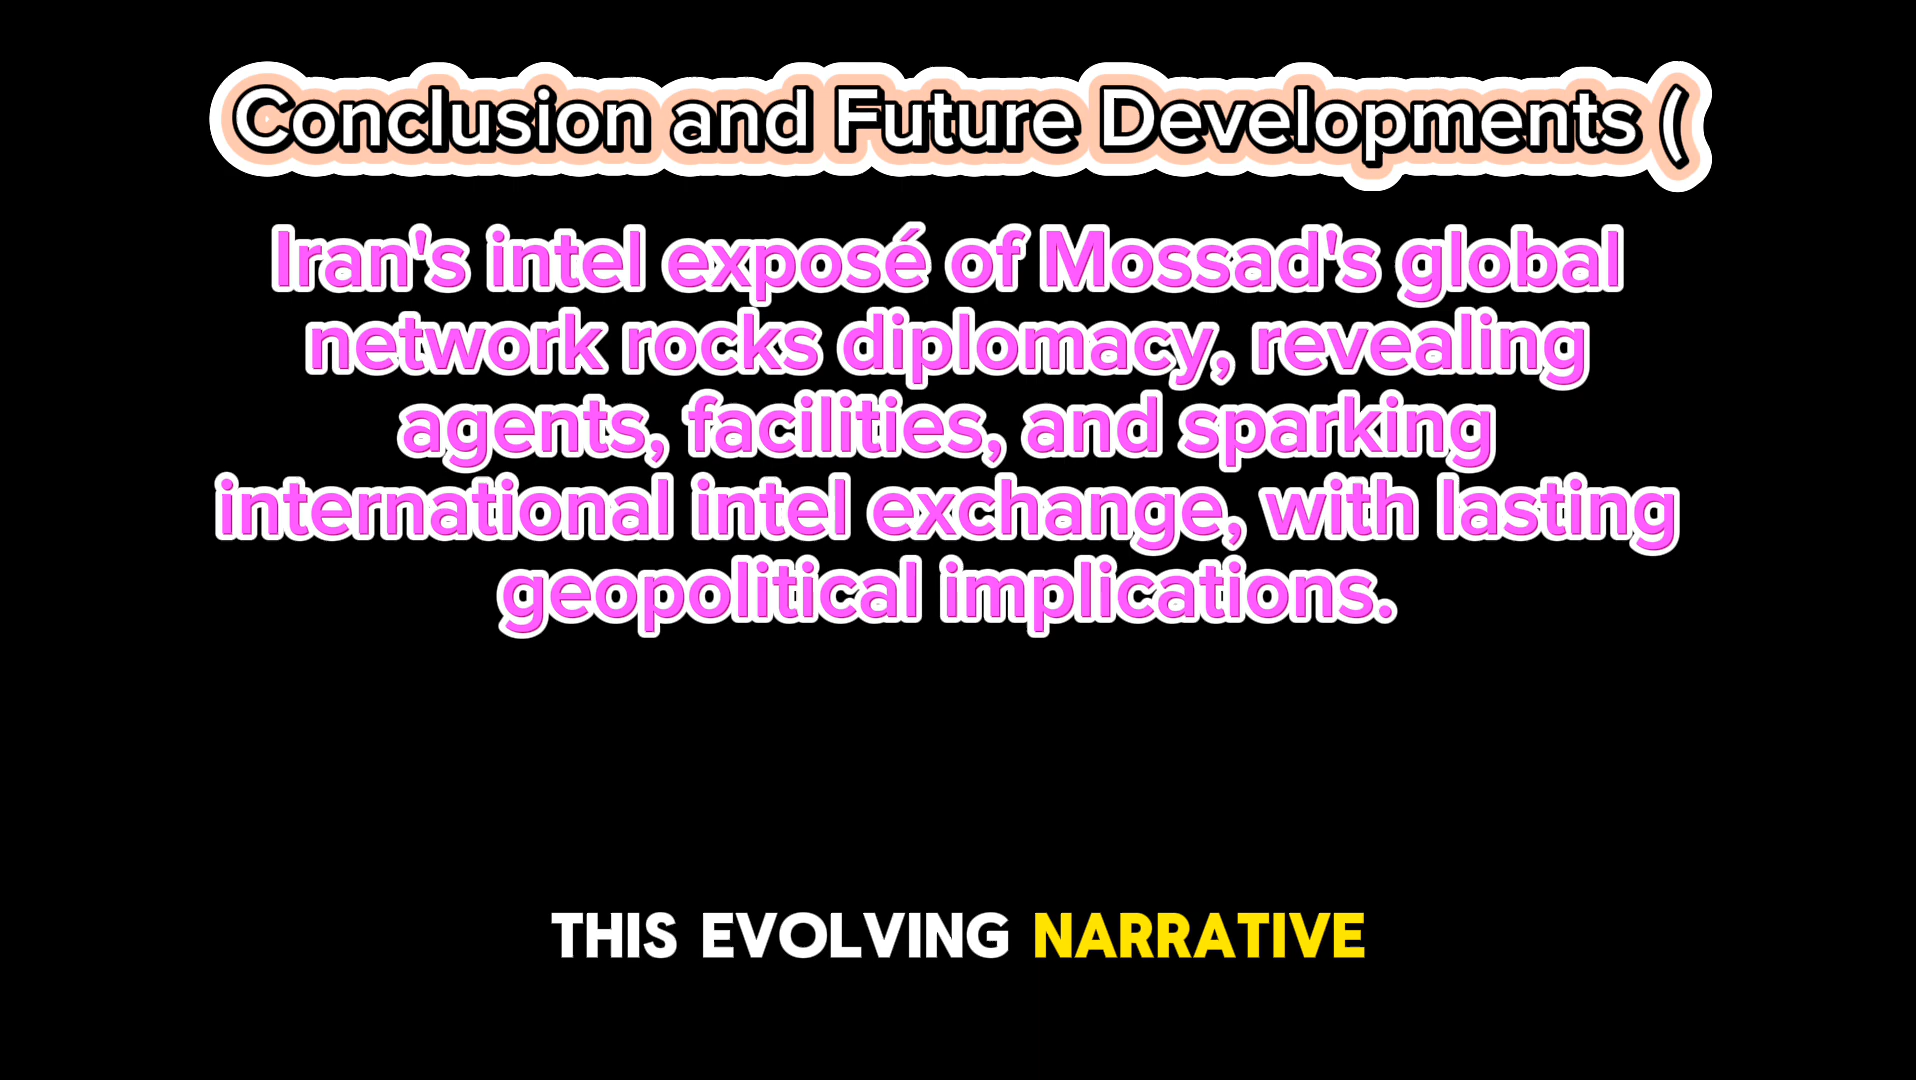 Conclusion and Future Developments (
Iran's intel exposé of Mossad's global
network rocks diplomacy, revealing
agents, facilities, and sparking
international intel exchange, with lasting
geopolitical implications.
THIS EVOLVING NARRATIVE